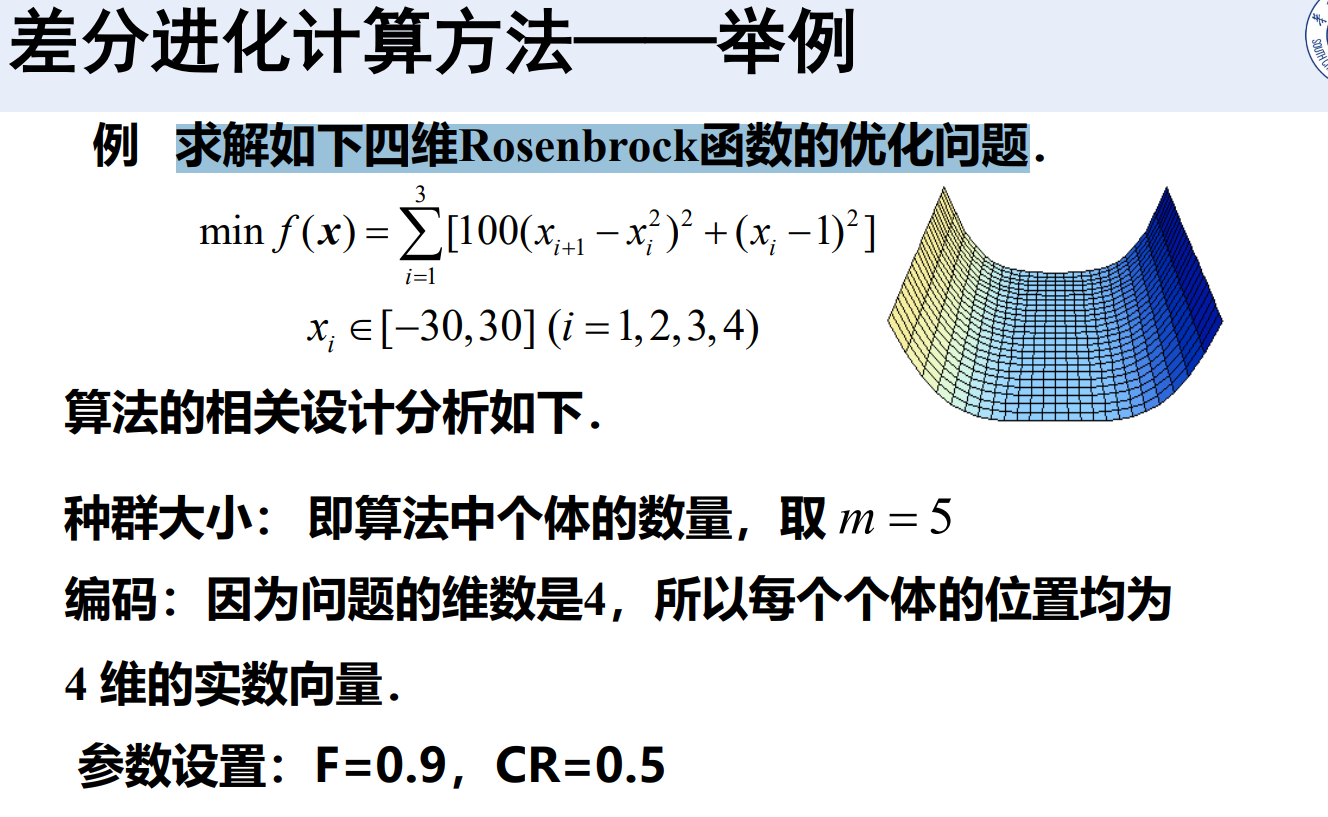 差分进化计算方法——举例
例 求解如下四维Rosenbrock函数的优化问题.
min f(x) = ∑_{i=1}^{3} [100(x_{i+1} − x_i^2)^2 + (x_i − 1)^2]
x_i ∈ [−30,30] (i = 1,2,3,4)
算法的相关设计分析如下.
种群大小： 即算法中个体的数量，取 m = 5
编码：因为问题的维数是4，所以每个个体的位置均为
4 维的实数向量.
参数设置：F=0.9，CR=0.5